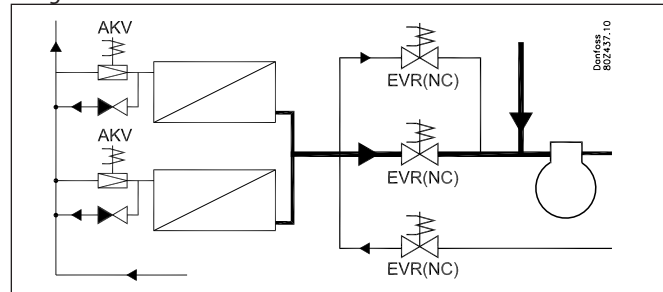 AKV
AKV
EVR(NC)
EVR(NC)
EVR(NC)
Danfoss
80Z437.10